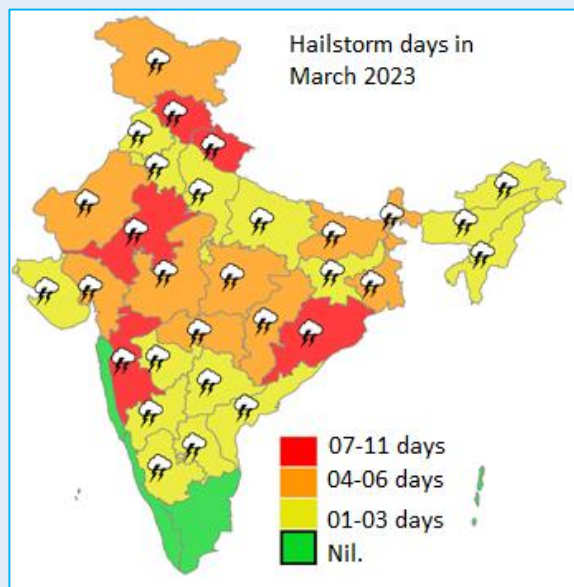 Hailstorm days in
March 2023
07-11 days
04-06 days
01-03 days
Nil.